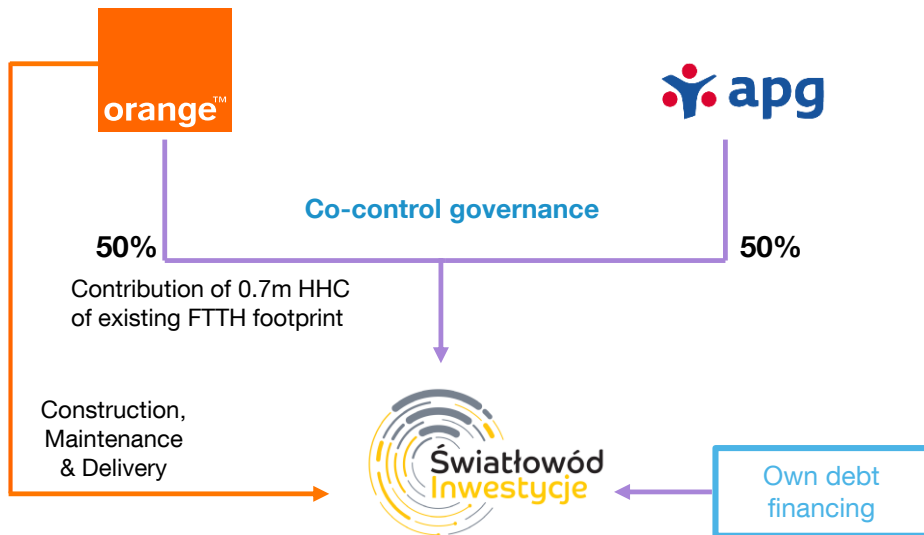 orange™
apg
Co-control governance
50%
50%
Contribution of 0.7m HHC
of existing FTTH footprint
Construction,
Maintenance
& Delivery
Światłowód
Inwestycje
Own debt
financing